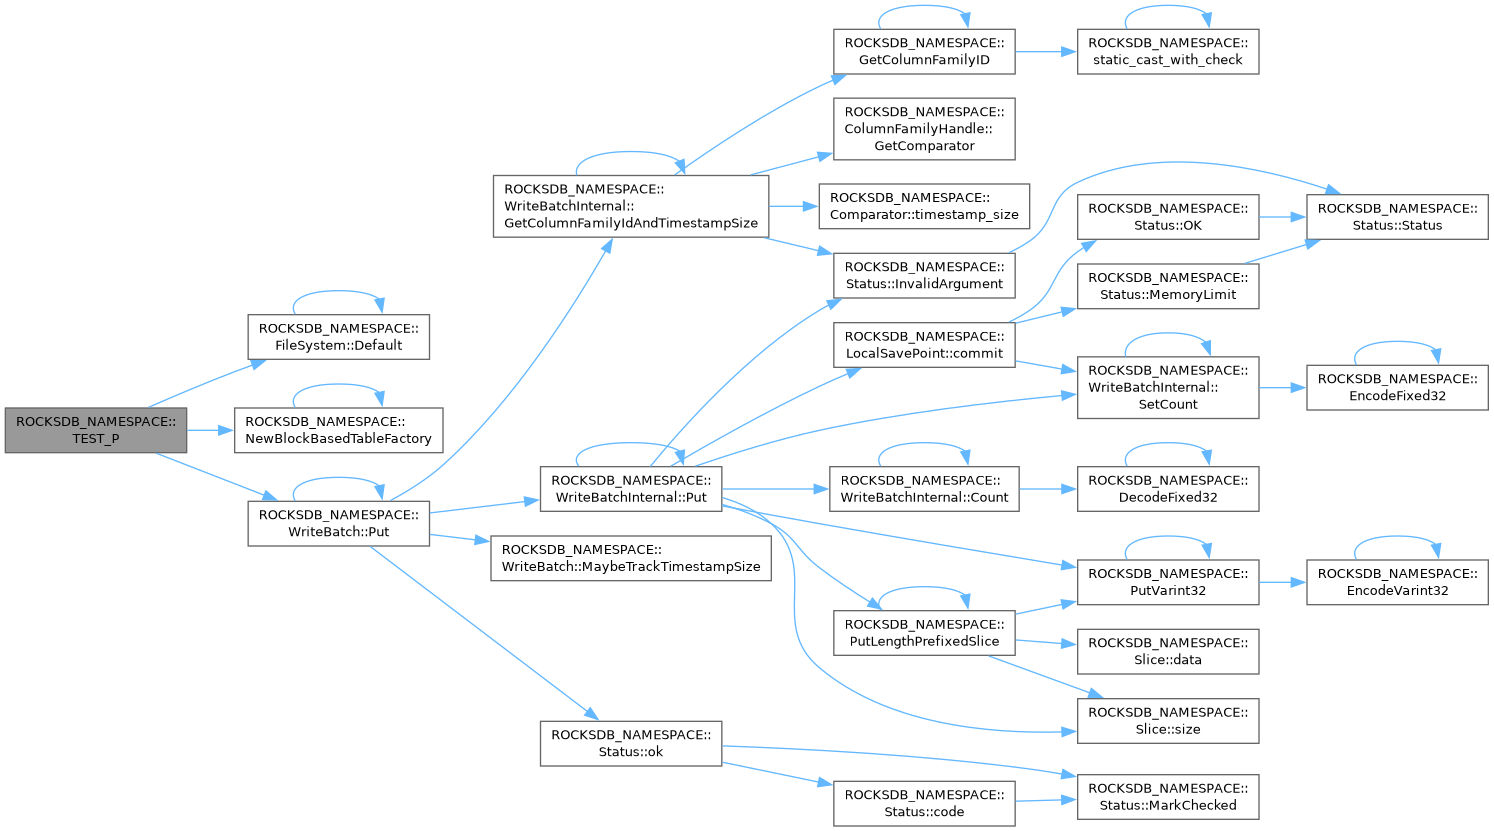 ROCKSDB_NAMESPACE::
TEST_P
ROCKSDB_NAMESPACE::
FileSystem::Default
ROCKSDB_NAMESPACE::
NewBlockBasedTableFactory
ROCKSDB_NAMESPACE::
WriteBatch::Put
ROCKSDB_NAMESPACE::
WriteBatchInternal::
GetColumnFamilyIdAndTimestampSize
ROCKSDB_NAMESPACE::
WriteBatchInternal::Put
ROCKSDB_NAMESPACE::
WriteBatch::MaybeTrackTimestampSize
ROCKSDB_NAMESPACE::
Status::ok
ROCKSDB_NAMESPACE::
GetColumnFamilyID
ROCKSDB_NAMESPACE::
ColumnFamilyHandle::
GetComparator
ROCKSDB_NAMESPACE::
Comparator::timestamp_size
ROCKSDB_NAMESPACE::
Status::InvalidArgument
ROCKSDB_NAMESPACE::
LocalSavePoint::commit
ROCKSDB_NAMESPACE::
WriteBatchInternal::Count
ROCKSDB_NAMESPACE::
PutLengthPrefixedSlice
ROCKSDB_NAMESPACE::
Status::code
ROCKSDB_NAMESPACE::
static_cast_with_check
ROCKSDB_NAMESPACE::
Status::OK
ROCKSDB_NAMESPACE::
Status::MemoryLimit
ROCKSDB_NAMESPACE::
WriteBatchInternal::
SetCount
ROCKSDB_NAMESPACE::
DecodeFixed32
ROCKSDB_NAMESPACE::
PutVarint32
ROCKSDB_NAMESPACE::
Slice::data
ROCKSDB_NAMESPACE::
Slice::size
ROCKSDB_NAMESPACE::
Status::MarkChecked
ROCKSDB_NAMESPACE::
Status::Status
ROCKSDB_NAMESPACE::
EncodeFixed32
ROCKSDB_NAMESPACE::
EncodeVarint32